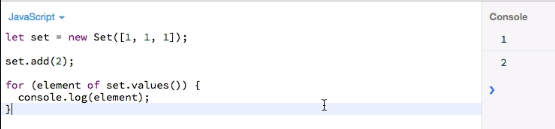 JavaScript
Console
let set = new Set([1, 1, 1]);
set.add(2);
for (element of set.values()) {
console.log(element);
}
1
2